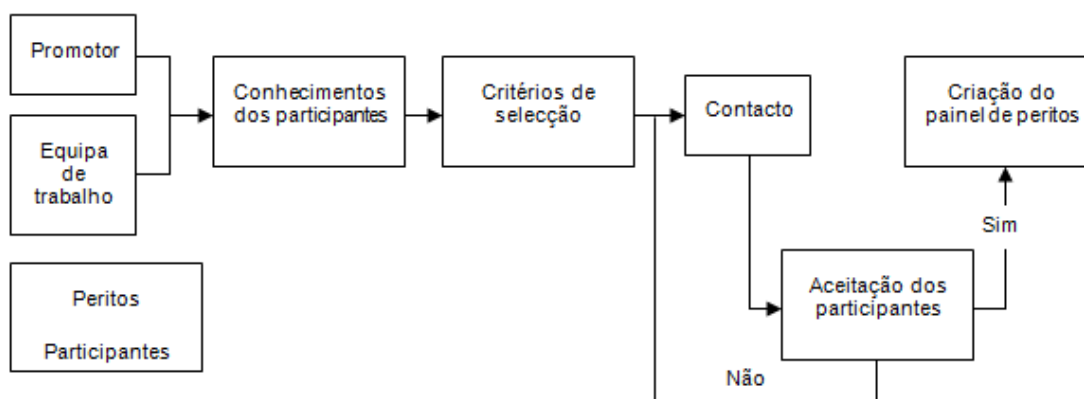 Promotor
Equipa
de
trabalho
Peritos
Participantes
Conhecimentos
dos participantes
Critérios de
selecção
Contacto
Criação do
painel de peritos
Sim
Aceitação dos
participantes
Não